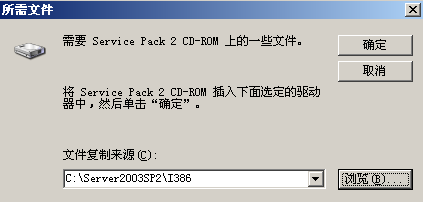 所需文件
需要 Service Pack 2 CD-ROM 上的一些文件。
确定
取消
将 Service Pack 2 CD-ROM 插入下面选定的驱动
器中，然后单击“确定”。
文件复制来源(C):
C:\Server2003SP2\I386
浏览(B)...